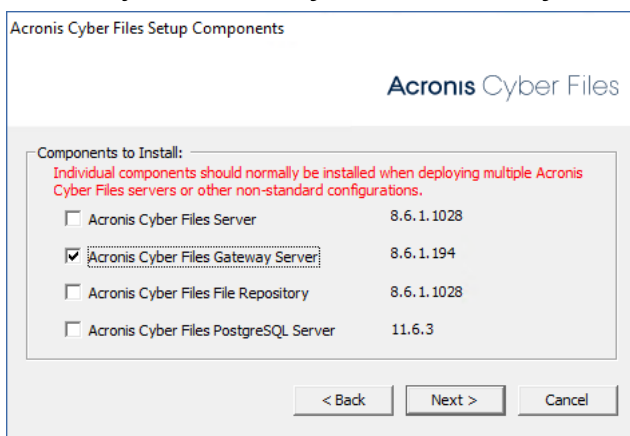 Acronis Cyber Files Setup Components
Acronis Cyber Files
Components to Install:
Individual components should normally be installed when deploying multiple Acronis
Cyber Files servers or other non-standard configurations.
Acronis Cyber Files Server 8.6.1.1028
Acronis Cyber Files Gateway Server 8.6.1.194
Acronis Cyber Files File Repository 8.6.1.1028
Acronis Cyber Files PostgreSQL Server 11.6.3
< Back Next > Cancel